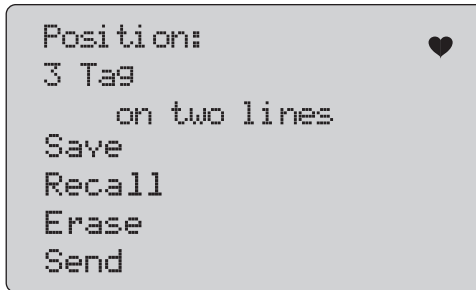 Position:
3 Tag
on two lines
Save
Recall
Erase
Send